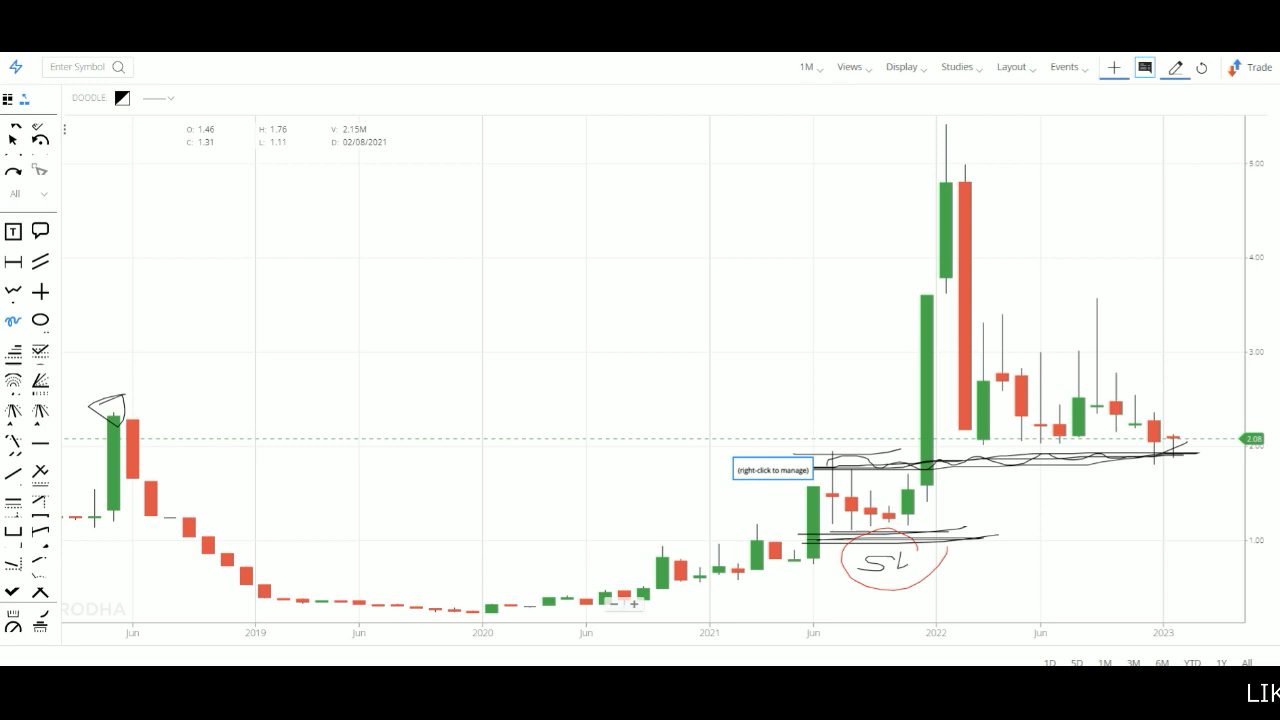 Enter Symbol
1M Views Display Studies Layout Events Trade
DOODLE:
O: 1.46 H: 1.76 V: 2.15M
C: 1.31 L: 1.11 D: 02/08/2021
All
T
5.00
4.00
3.00
2.08
2.00
(right-click to manage)
1.00
SL
RODHA
Jun 2019 Jun 2020 Jun 2021 Jun 2022 Jun 2023
1D 5D 1M 3M 6M YTD 1Y All
LIK